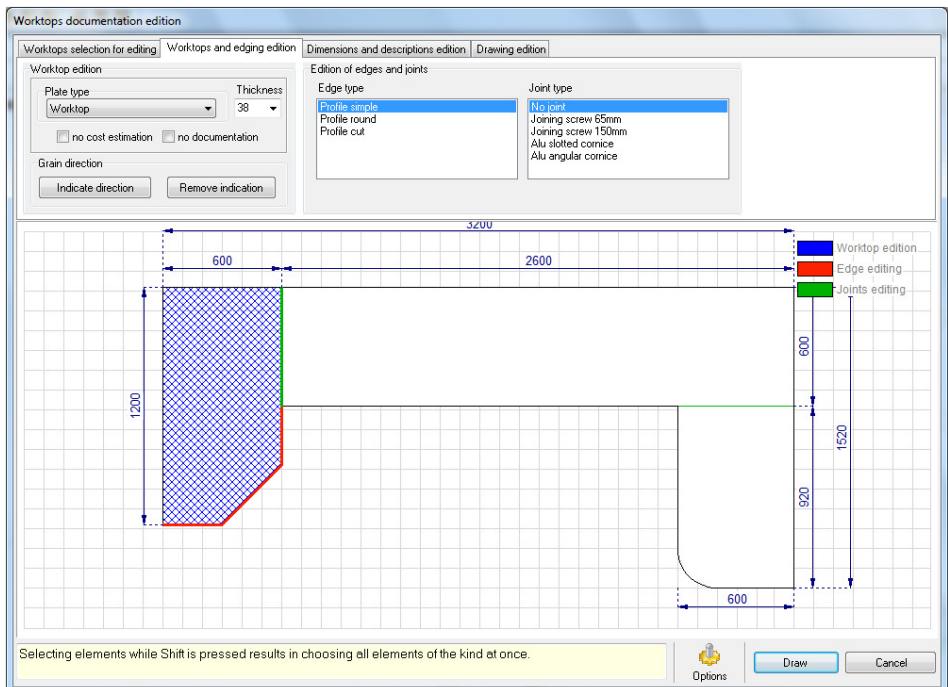 Worktops documentation edition
Worktops selection for editing Worktops and edging edition Dimensions and descriptions edition Drawing edition
Worktop edition
Plate type Thickness
Worktop 38
no cost estimation no documentation
Grain direction
Indicate direction Remove indication
Edition of edges and joints
Edge type
Profile simple
Profile round
Profile cut
Joint type
No joint
Joining screw 65mm
Joining screw 150mm
Alu slotted cornice
Alu angular cornice
3200
600 2600
Worktop edition
Edge editing
Joints editing
600
1200
1520
920
600
Selecting elements while Shift is pressed results in choosing all elements of the kind at once.
Options
Draw
Cancel